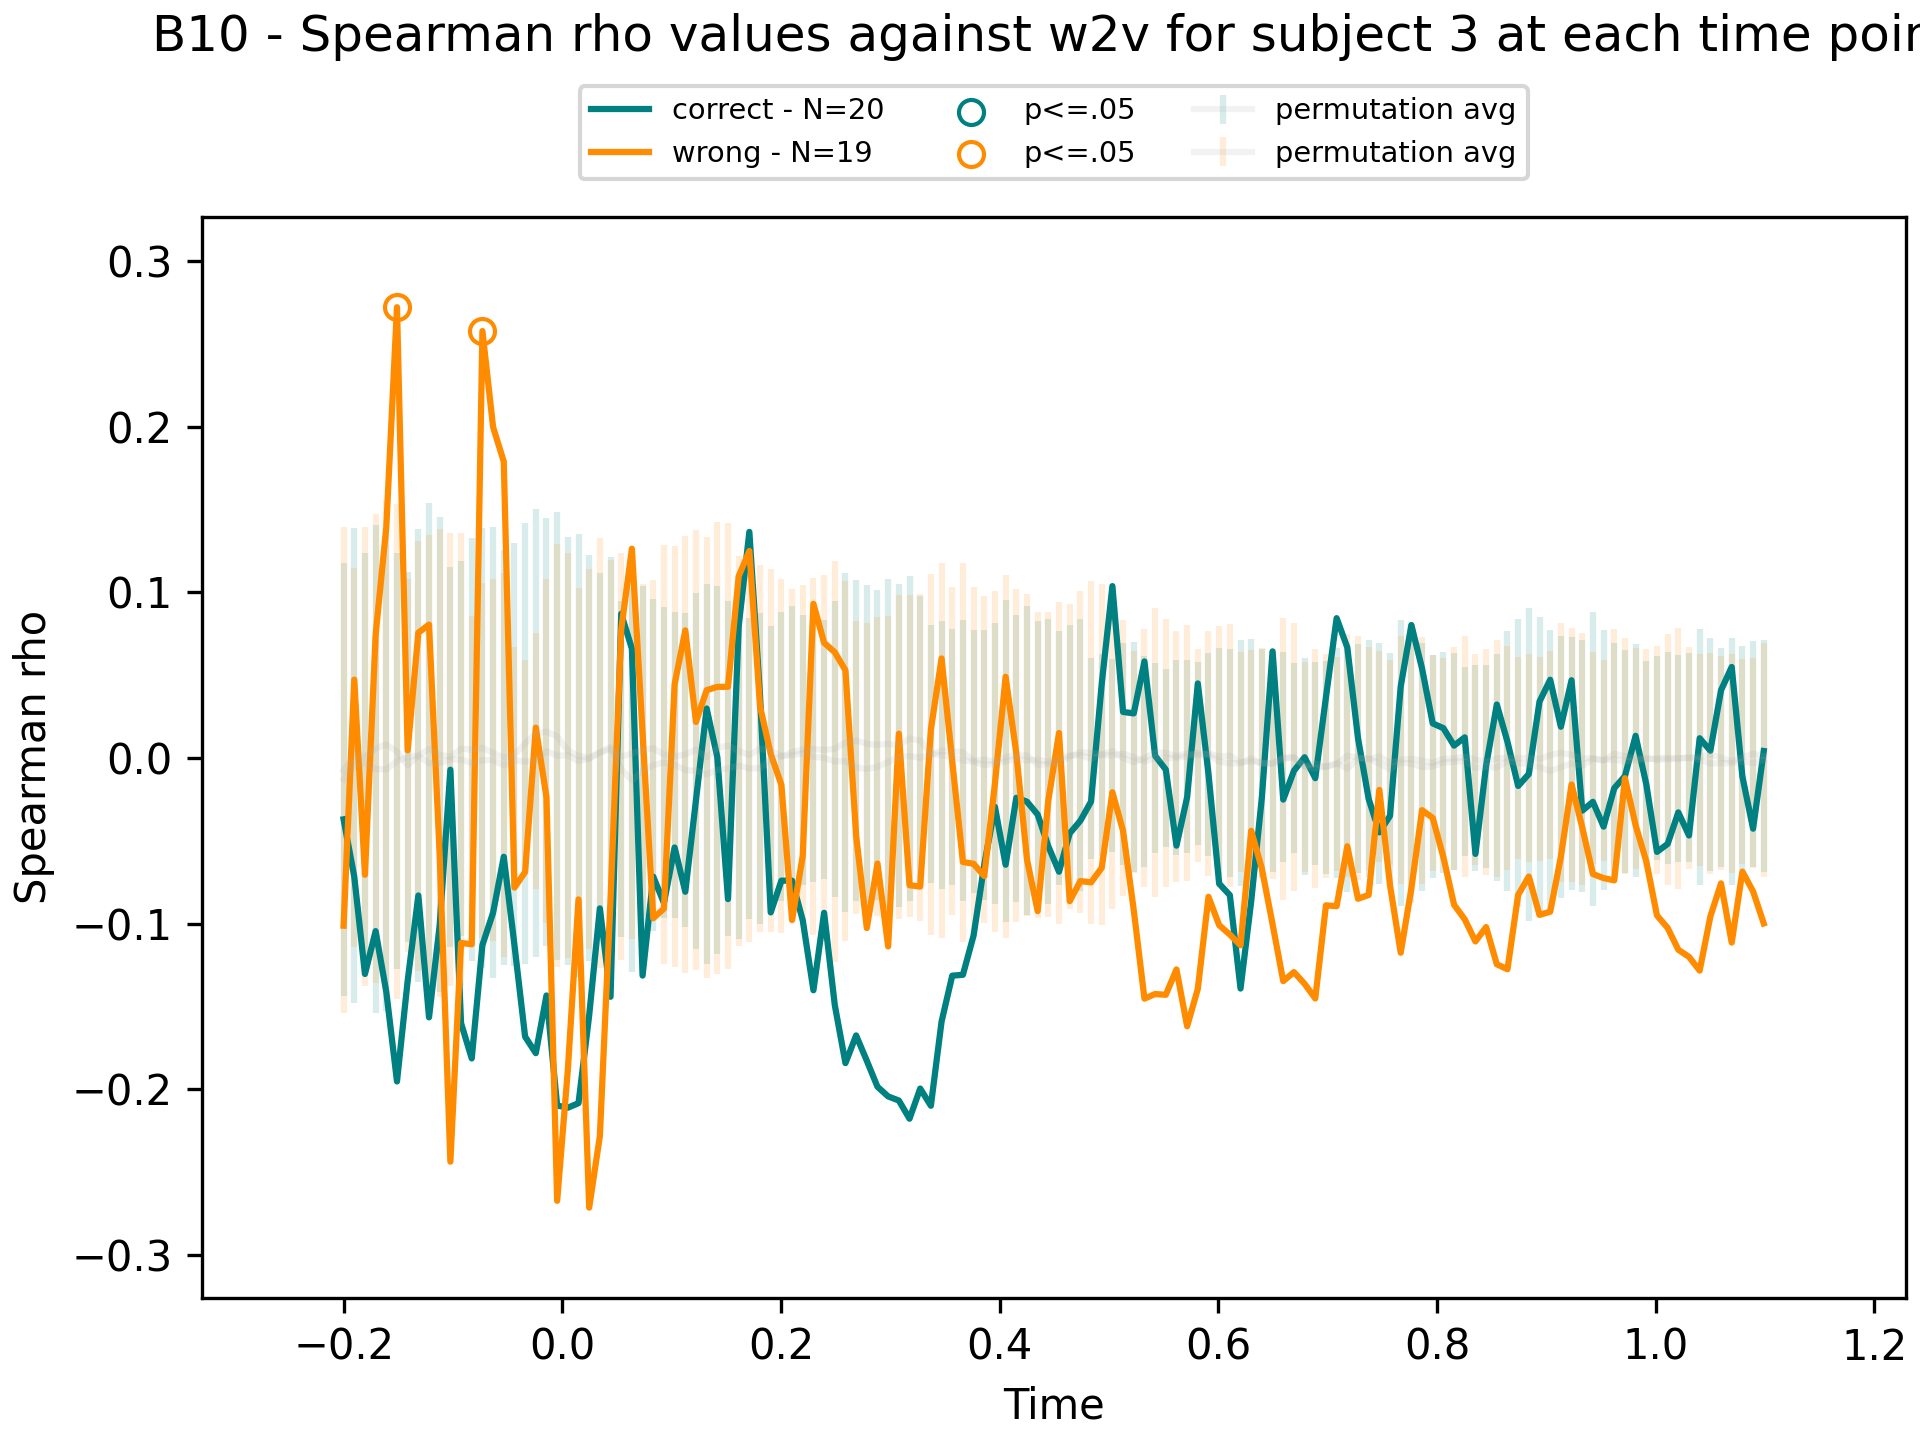 B10 - Spearman rho values against w2v for subject 3 at each time poin
correct - N=20 p<=.05 permutation avg
wrong - N=19 p<=.05 permutation avg
0.3
0.2
0.1
0.0
−0.1
−0.2
−0.3
Spearman rho
−0.2 0.0 0.2 0.4 0.6 0.8 1.0 1.2
Time